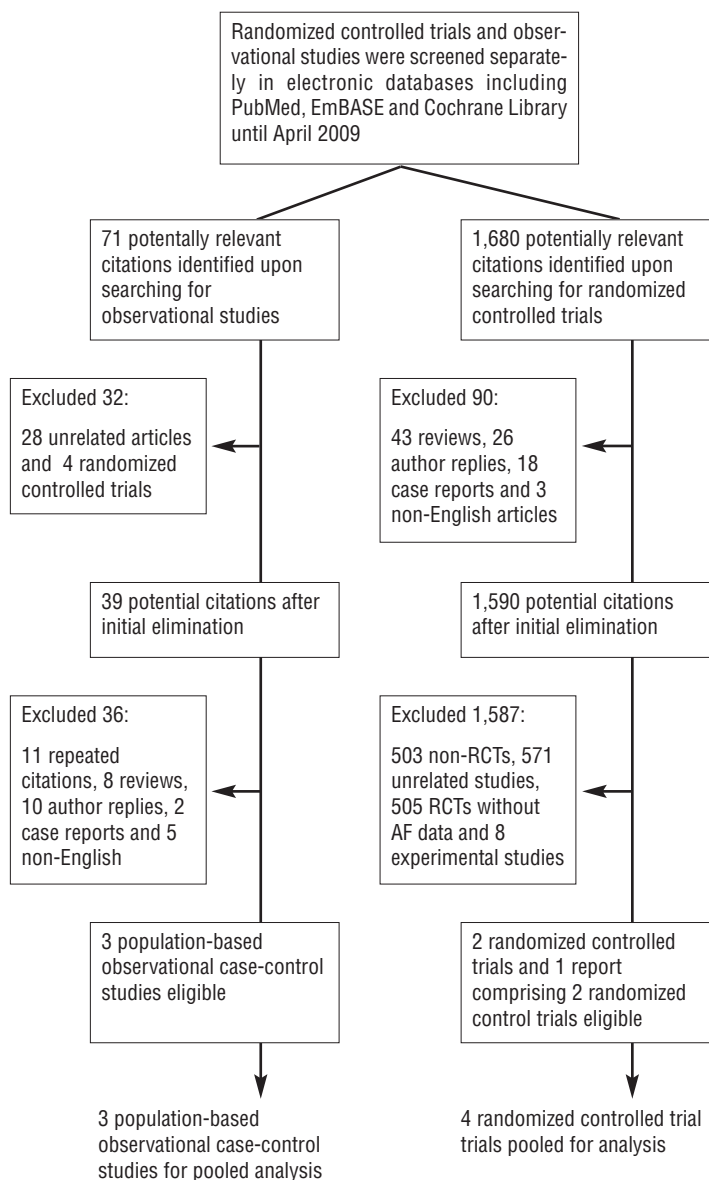 Randomized controlled trials and obser-
vational studies were screened separate-
ly in electronic databases including
PubMed, EmBASE and Cochrane Library
until April 2009
71 potentially relevant
citations identified upon
searching for
observational studies
1,680 potentially relevant
citations identified upon
searching for randomized
controlled trials
Excluded 32:
28 unrelated articles
and 4 randomized
controlled trials
Excluded 90:
43 reviews, 26
author replies, 18
case reports and 3
non-English articles
39 potential citations after
initial elimination
1,590 potential citations
after initial elimination
Excluded 36:
11 repeated
citations, 8 reviews,
10 author replies, 2
case reports and 5
non-English
Excluded 1,587:
503 non-RCTs, 571
unrelated studies,
505 RCTs without
AF data and 8
experimental studies
3 population-based
observational case-control
studies eligible
2 randomized controlled
trials and 1 report
comprising 2 randomized
control trials eligible
3 population-based
observational case-control
studies for pooled analysis
4 randomized controlled trial
trials pooled for analysis